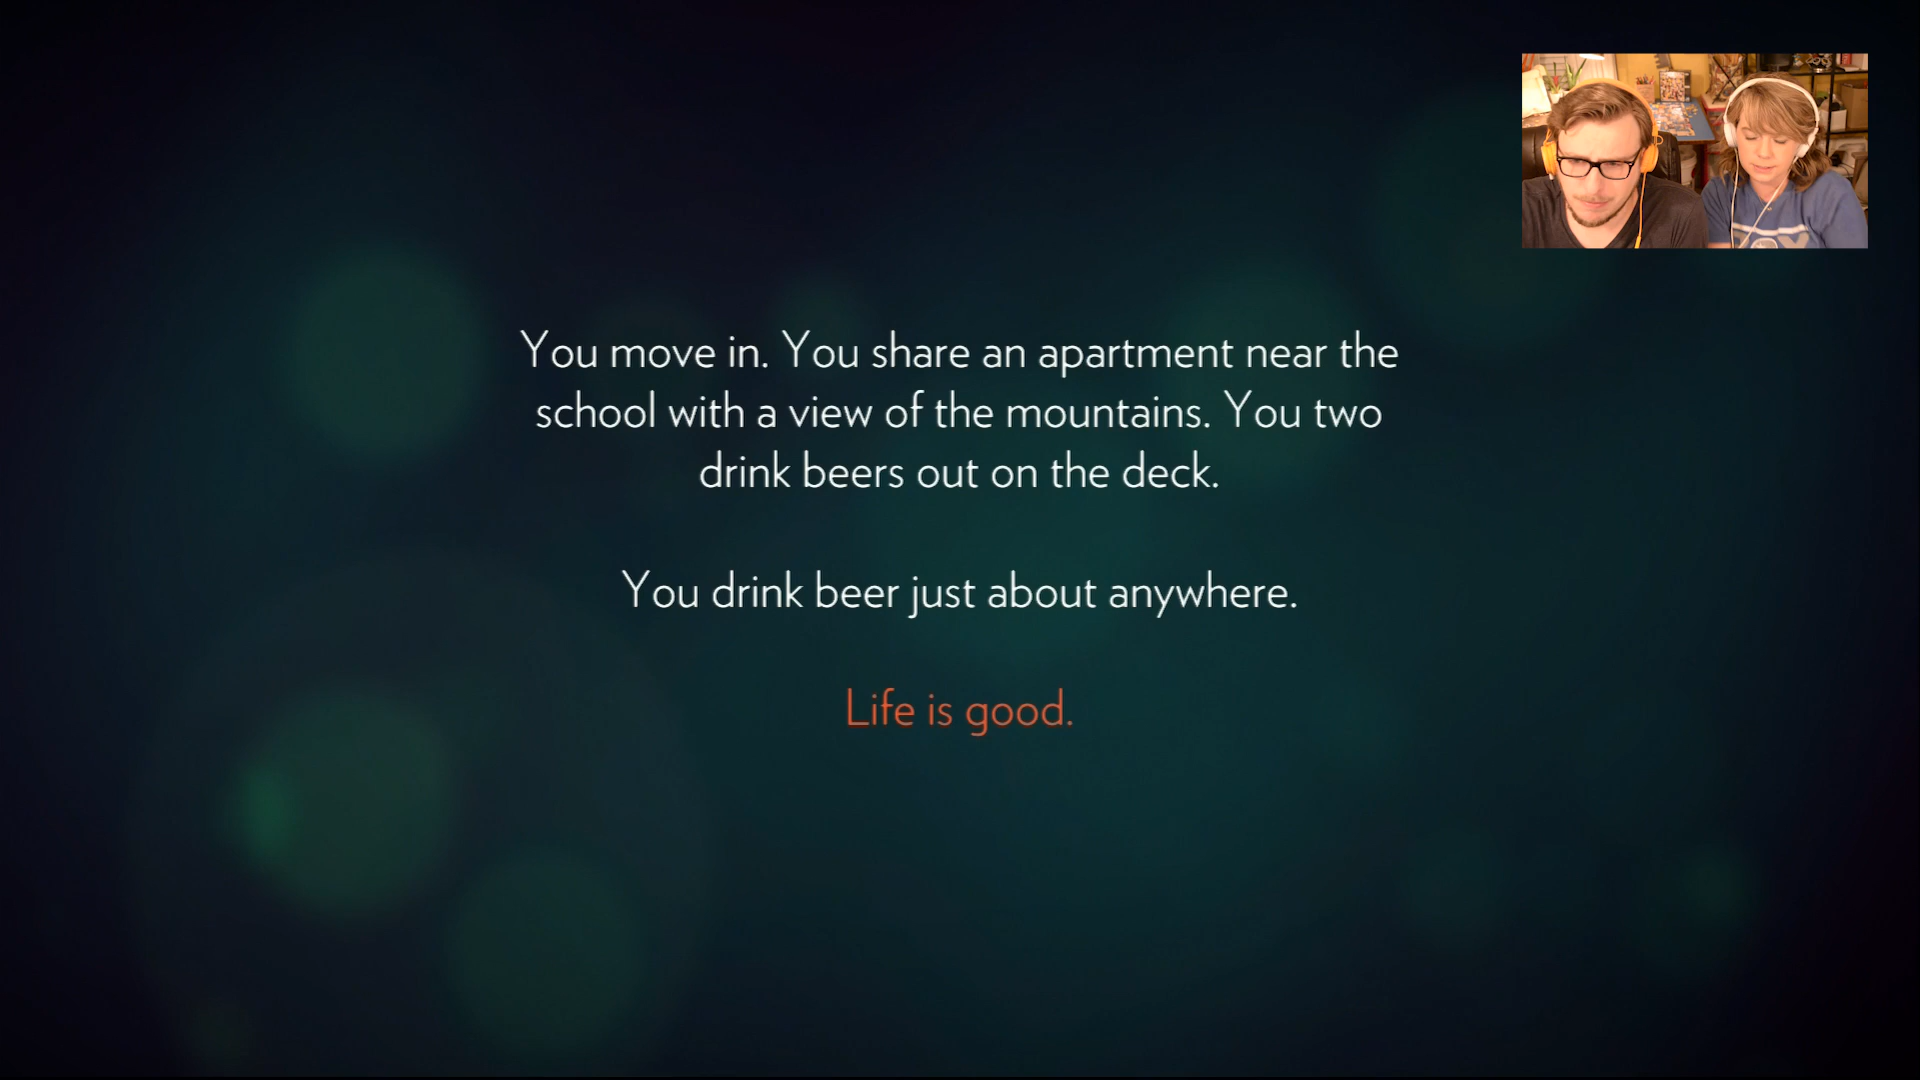 You move in. You share an apartment near the
school with a view of the mountains. You two
drink beers out on the deck.
You drink beer just about anywhere.
Life is good.